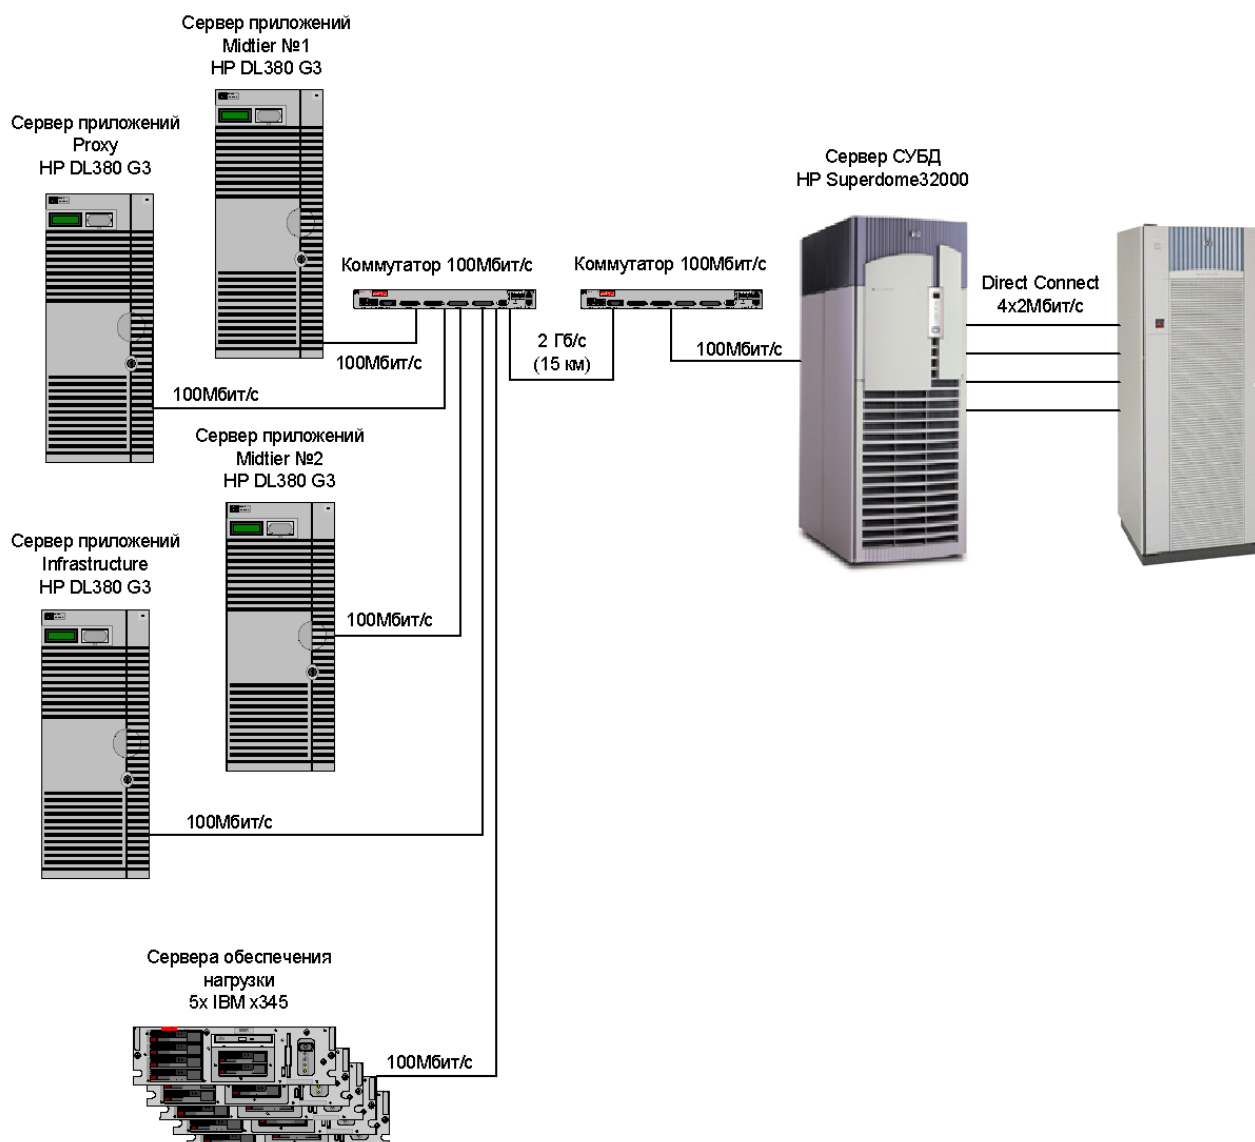 Сервер приложений
Midtier №1
HP DL380 G3
Сервер приложений
Proxy
HP DL380 G3
Сервер СУБД
HP Superdome32000
Коммутатор 100Мбит/с
Коммутатор 100Мбит/с
Direct Connect
4x2Мбит/с
2 Гб/с
(15 км)
100Мбит/с
100Мбит/с
100Мбит/с
Сервер приложений
Midtier №2
HP DL380 G3
Сервер приложений
Infrastructure
HP DL380 G3
100Мбит/с
100Мбит/с
Сервера обеспечения
нагрузки
5x IBM x345
100Мбит/с